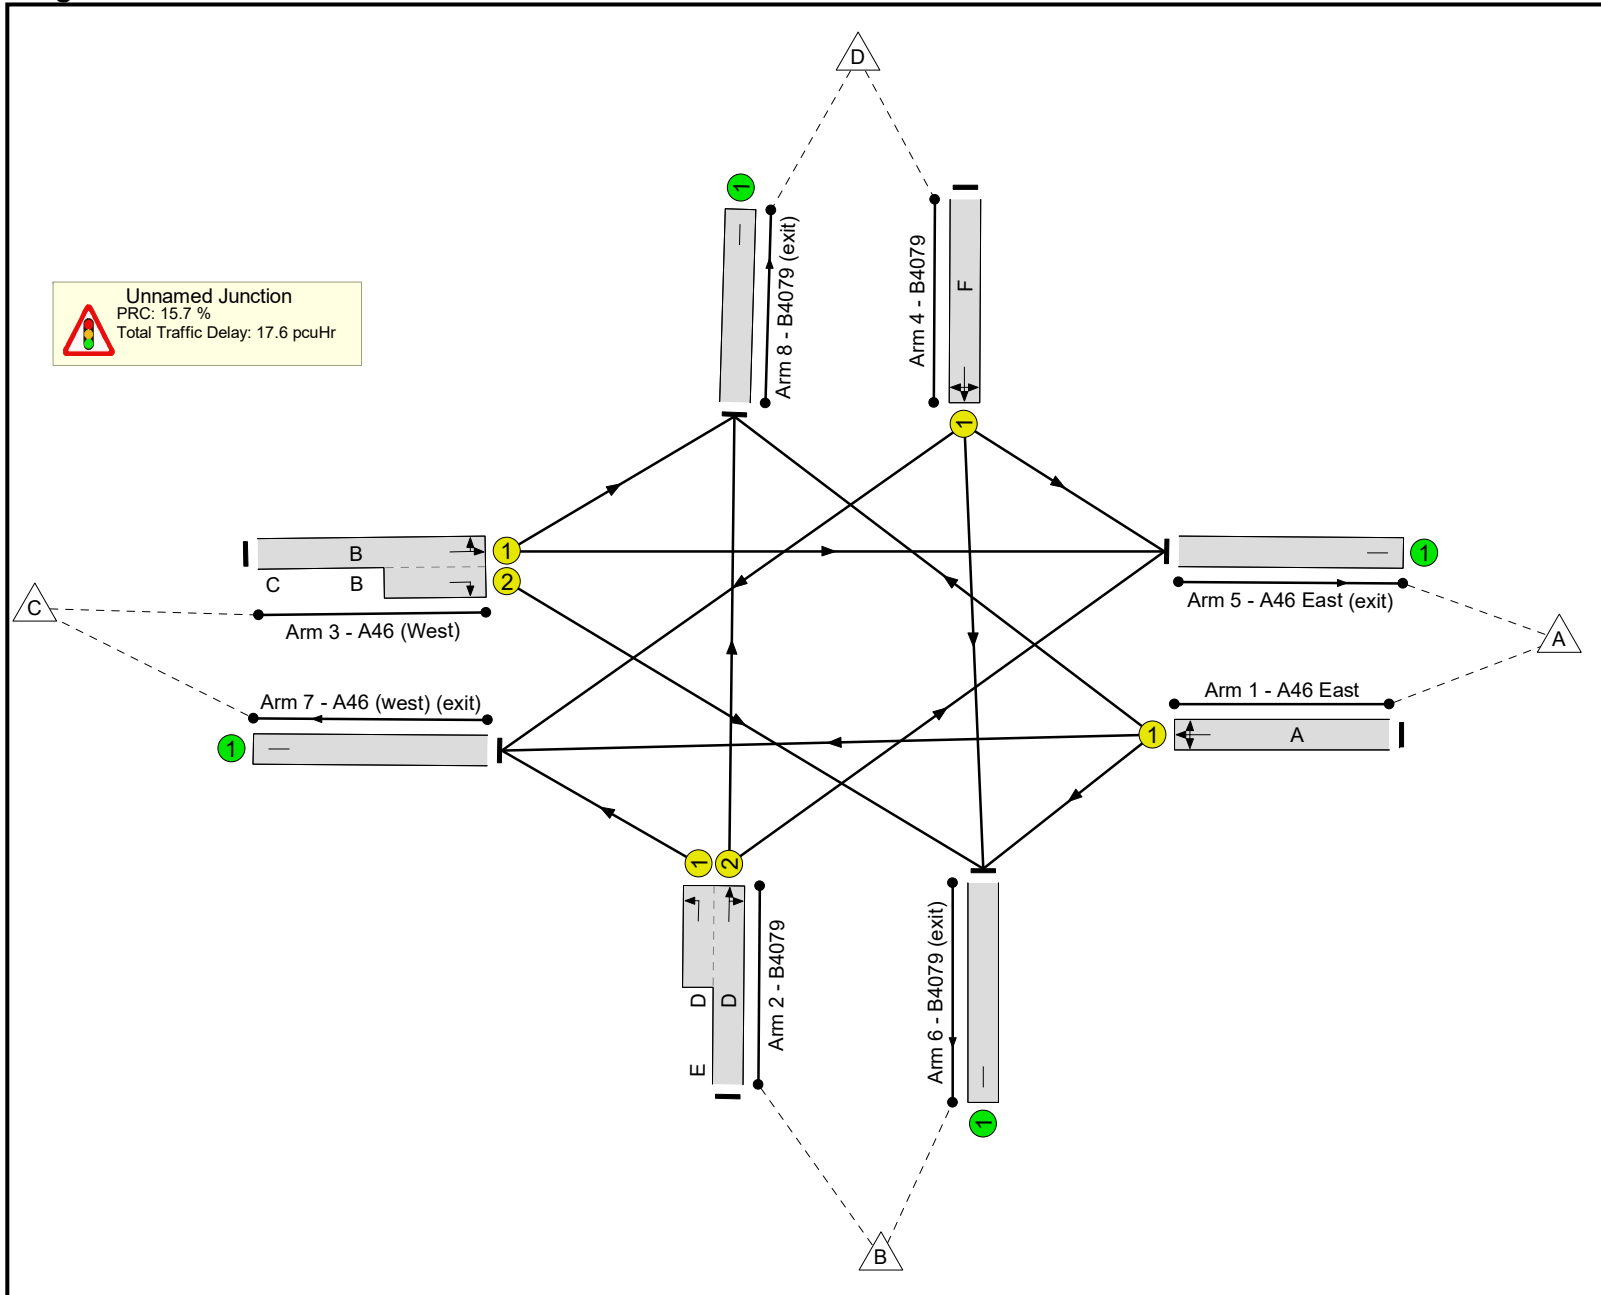 D
1
Arm 8 - B4079 (exit)
Arm 4 - B4079
F
1
Unnamed Junction
PRC: 15.7 %
Total Traffic Delay: 17.6 pcuHr
B
1
C
B
2
Arm 3 - A46 (West)
C
1
Arm 5 - A46 East (exit)
A
Arm 7 - A46 (west) (exit)
1
Arm 1 - A46 East
1
A
1
2
D
D
E
Arm 2 - B4079
Arm 6 - B4079 (exit)
1
B